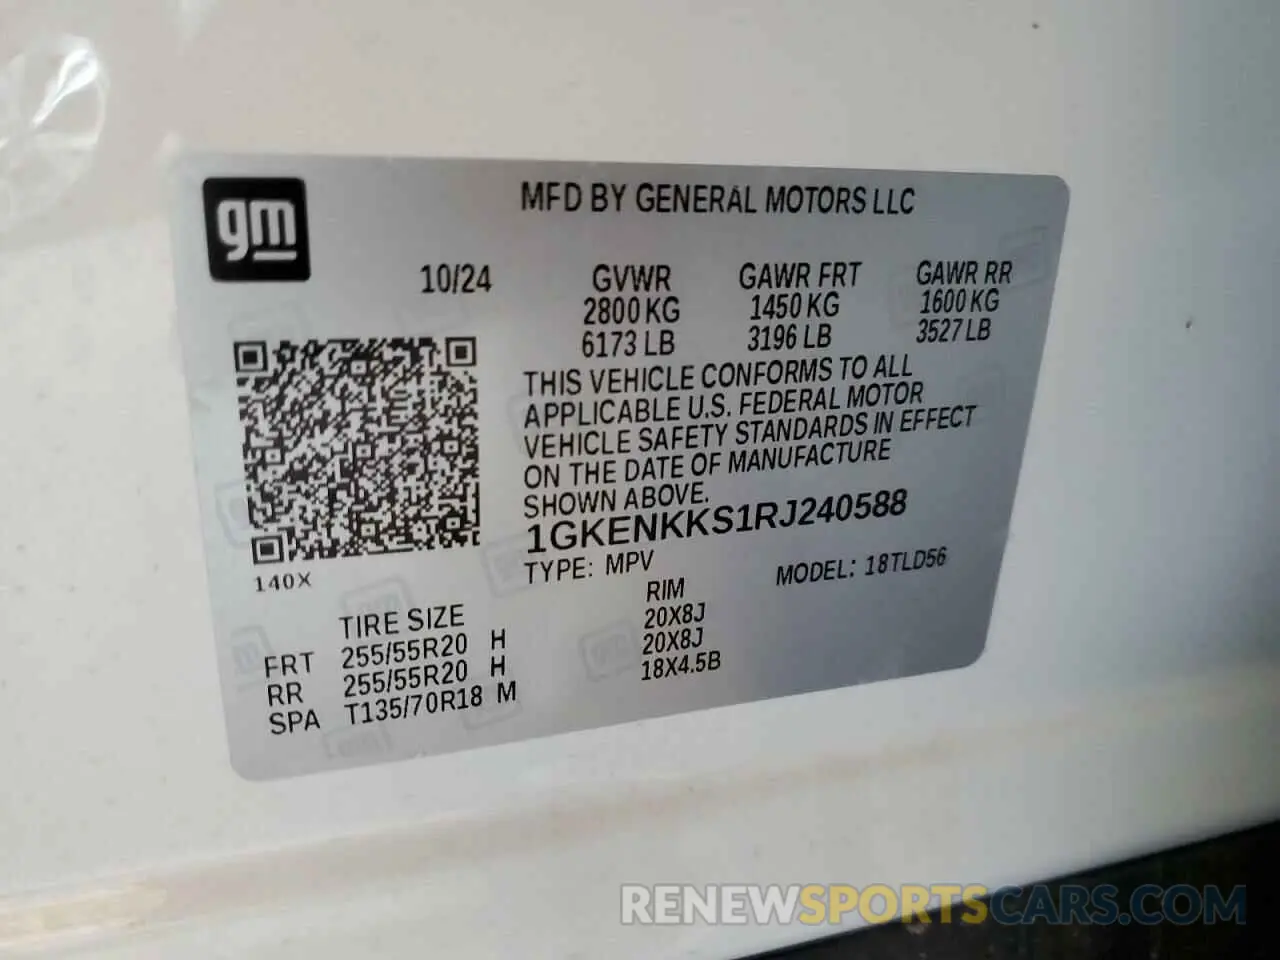 gm
MFD BY GENERAL MOTORS LLC
10/24 GVWR GAWR FRT GAWR RR
2800 KG 1450 KG 1600 KG
6173 LB 3196 LB 3527 LB
THIS VEHICLE CONFORMS TO ALL
APPLICABLE U.S. FEDERAL MOTOR
VEHICLE SAFETY STANDARDS IN EFFECT
ON THE DATE OF MANUFACTURE
SHOWN ABOVE.
1GKENKKS1RJ240588
TYPE: MPV MODEL: 18TLD56
140X
TIRE SIZE RIM
FRT 255/55R20 H 20X8J
RR 255/55R20 H 20X8J
SPA T135/70R18 M 18X4.5B
RENEWSPORTSCARS.COM